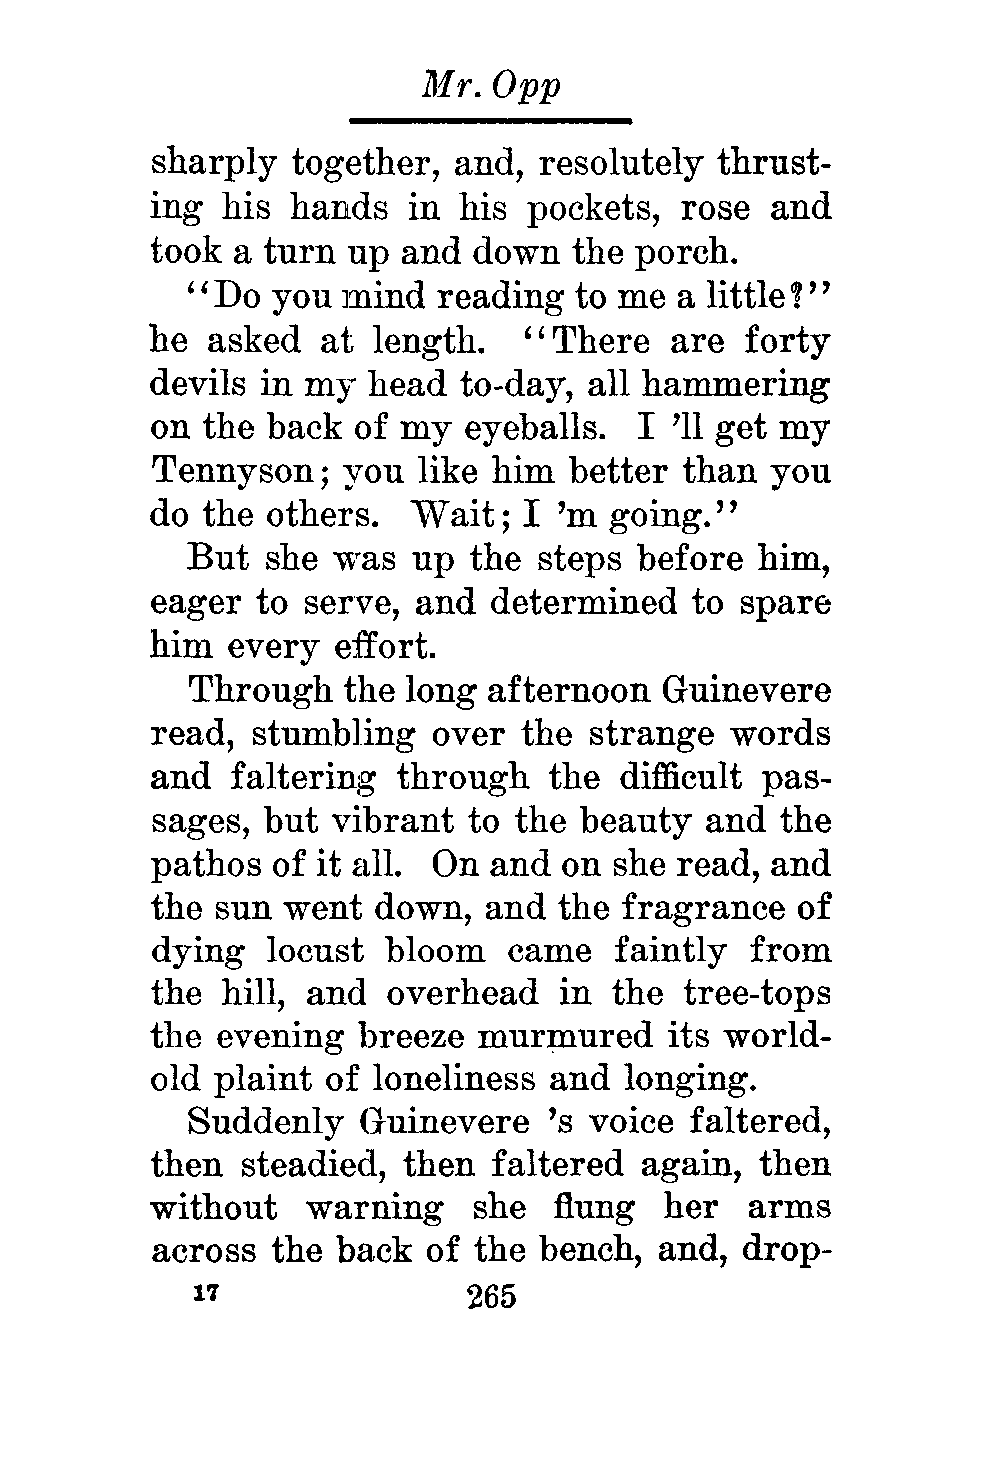 Mr. Opp
sharply together, and, resolutely thrust-
ing his hands in his pockets, rose and
took a turn up and down the porch.
“Do you mind reading to me a little?”
he asked at length. “There are forty
devils in my head to-day, all hammering
on the back of my eyeballs. I ’ll get my
Tennyson; you like him better than you
do the others. Wait; I ’m going.”
But she was up the steps before him,
eager to serve, and determined to spare
him every effort.
Through the long afternoon Guinevere
read, stumbling over the strange words
and faltering through the difficult pas-
sages, but vibrant to the beauty and the
pathos of it all. On and on she read, and
the sun went down, and the fragrance of
dying locust bloom came faintly from
the hill, and overhead in the tree-tops
the evening breeze murmured its world-
old plaint of loneliness and longing.
Suddenly Guinevere ’s voice faltered,
then steadied, then faltered again, then
without warning she flung her arms
across the back of the bench, and, drop-
17 265